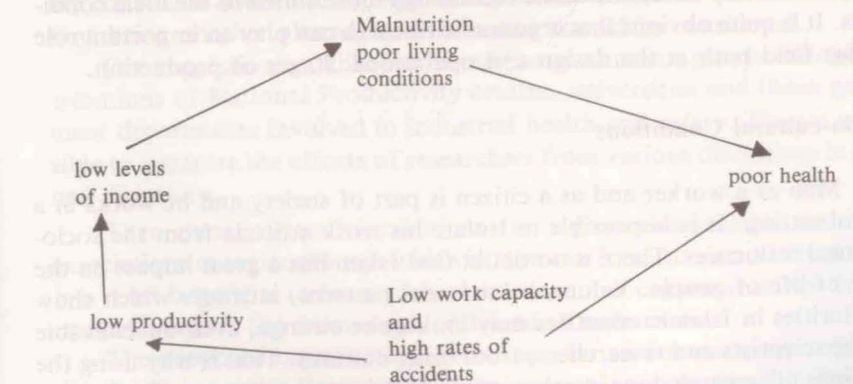 Malnutrition
poor living
conditions
low levels
of income
poor health
Low work capacity
and
high rates of
accidents
low productivity